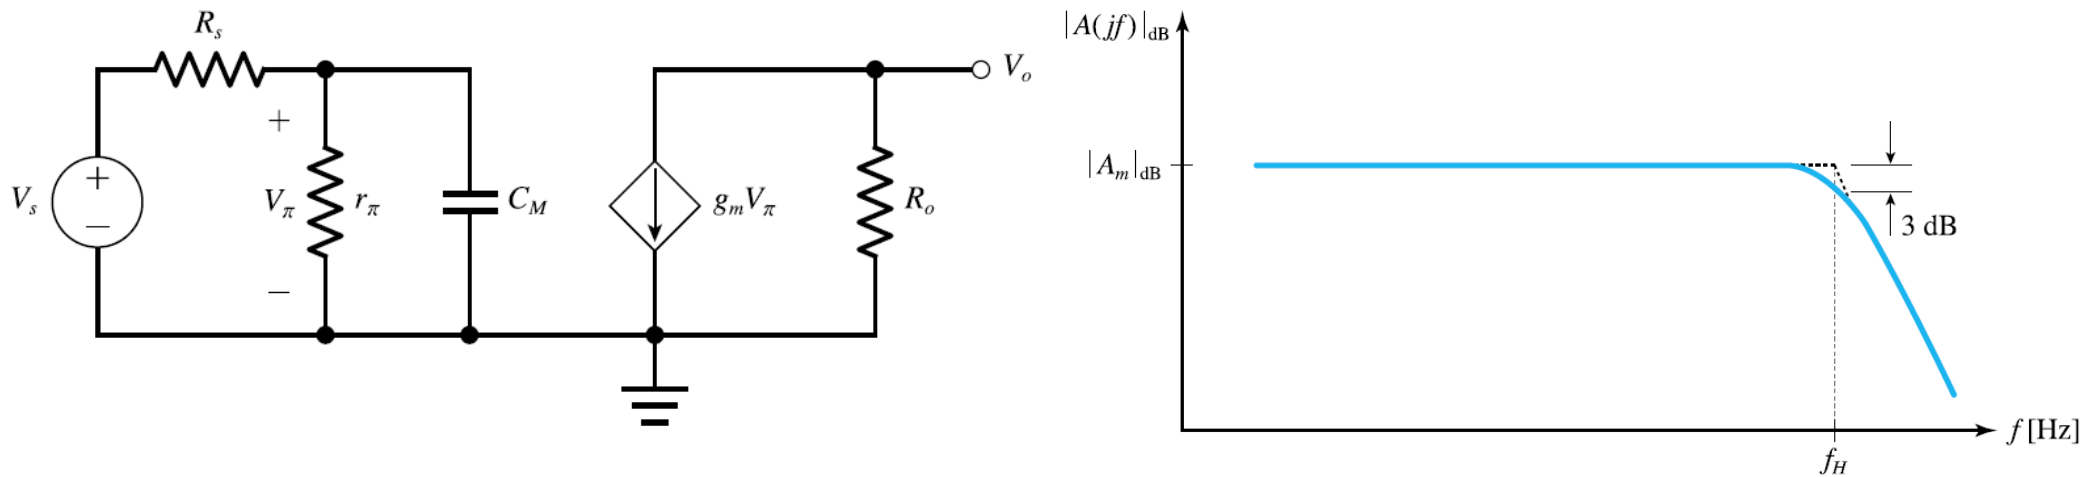 R_s
V_s
+
−
+
V_π
−
r_π
C_M
g_mV_π
R_o
V_o
|A(jf)|_dB
|A_m|_dB
3 dB
f [Hz]
f_H